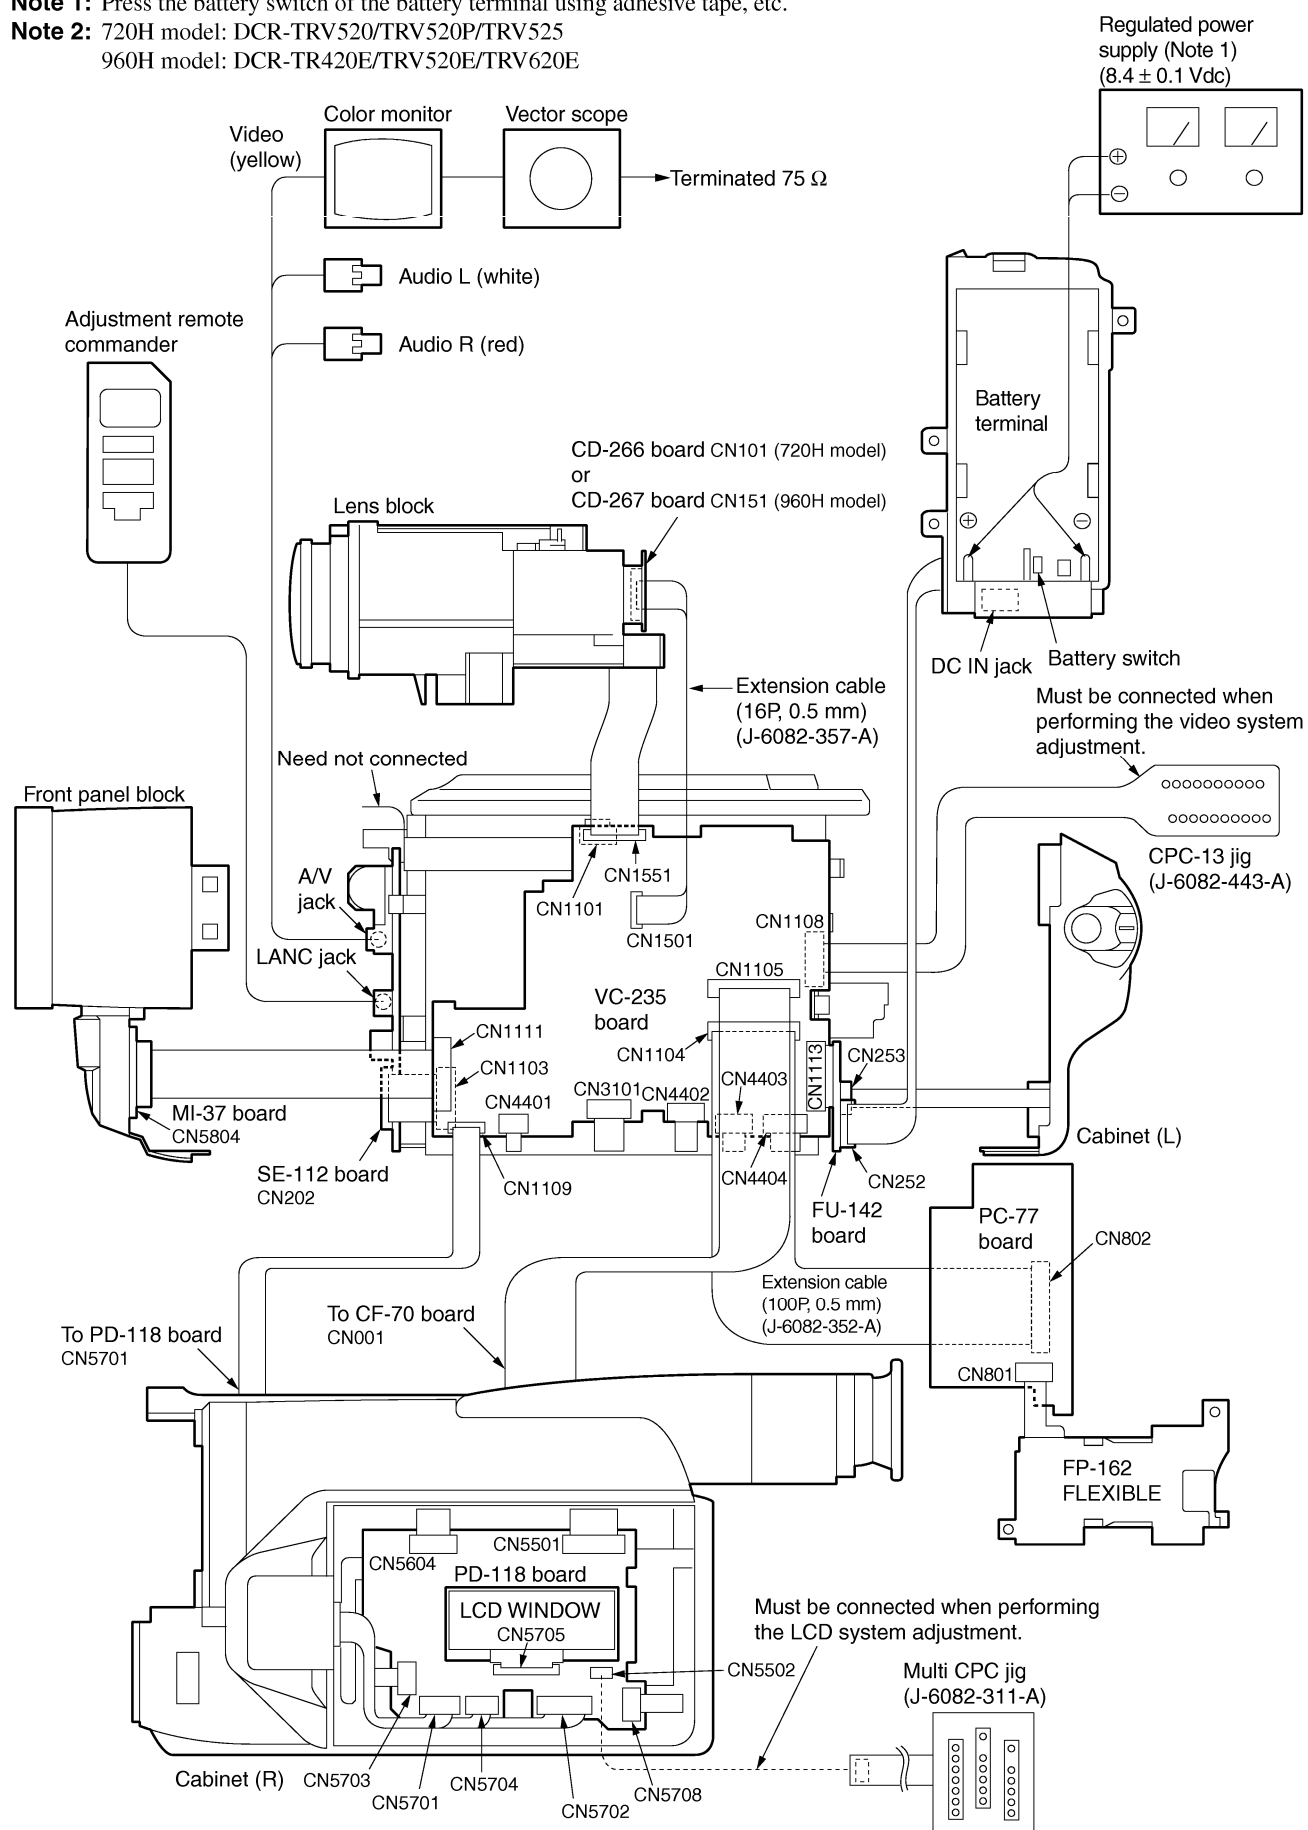 Note 1: Press the battery switch of the battery terminal using adhesive tape, etc.
Note 2: 720H model: DCR-TRV520/TRV520P/TRV525
960H model: DCR-TR420E/TRV520E/TRV620E
Regulated power
supply (Note 1)
(8.4 ± 0.1 Vdc)
Color monitor
Vector scope
Video
(yellow)
Terminated 75 Ω
Audio L (white)
Audio R (red)
Adjustment remote
commander
Battery
terminal
CD-266 board CN101 (720H model)
or
CD-267 board CN151 (960H model)
Lens block
DC IN jack
Battery switch
Extension cable
(16P, 0.5 mm)
(J-6082-357-A)
Must be connected when
performing the video system
adjustment.
Need not connected
Front panel block
CPC-13 jig
(J-6082-443-A)
A/V
jack
CN1551
CN1101
CN1501
CN1108
LANC jack
CN1105
VC-235
board
CN1111
CN1104
CN1103
CN1113
CN253
CN4403
CN3101
CN4402
CN4401
MI-37 board
CN5804
Cabinet (L)
SE-112 board
CN202
CN1109
CN4404
CN252
FU-142
board
PC-77
board
CN802
Extension cable
(100P, 0.5 mm)
(J-6082-352-A)
To CF-70 board
CN001
To PD-118 board
CN5701
CN801
FP-162
FLEXIBLE
CN5604
CN5501
PD-118 board
LCD WINDOW
CN5705
Must be connected when performing
the LCD system adjustment.
CN5502
Multi CPC jig
(J-6082-311-A)
Cabinet (R)
CN5703
CN5701
CN5704
CN5702
CN5708